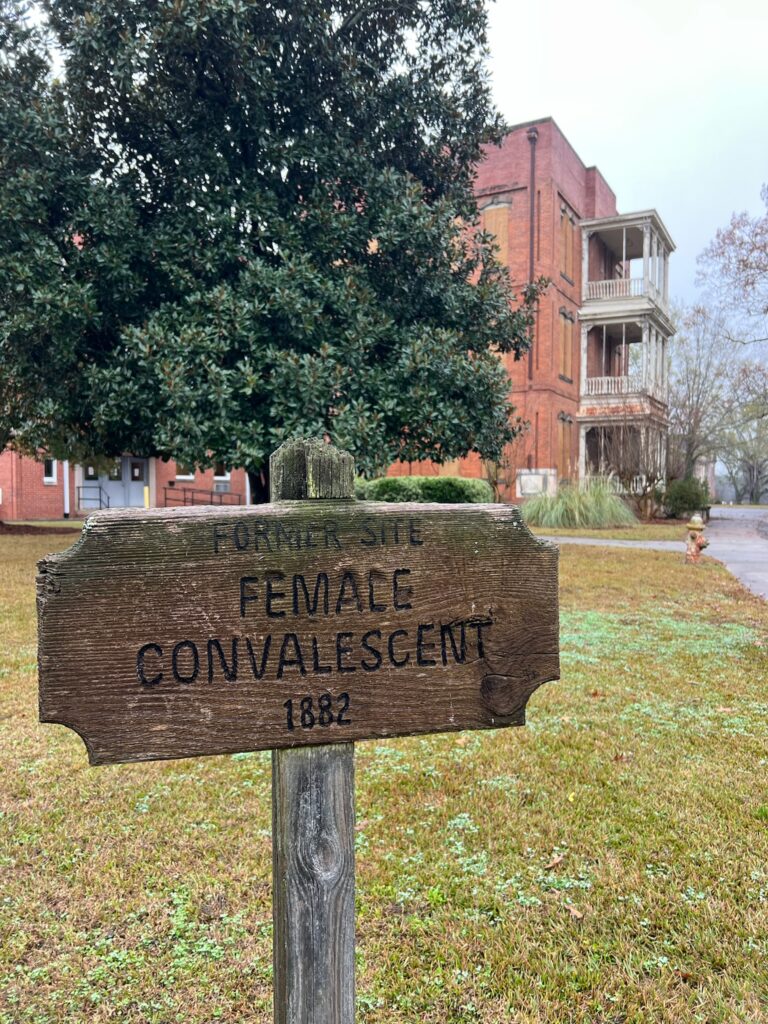 FORMER SITE
FEMALE
CONVALESCENT
1882